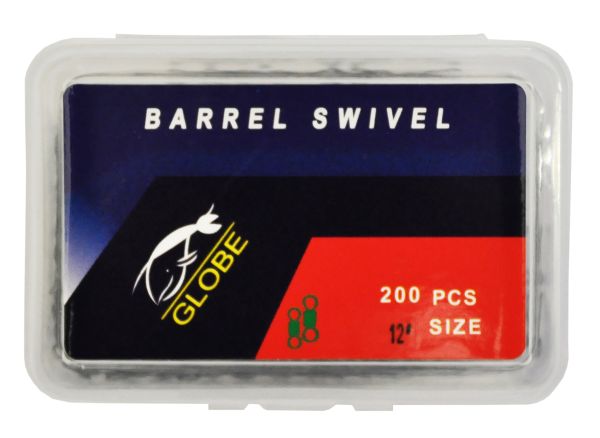 BARREL SWIVEL
GLOBE
200 PCS
12# SIZE